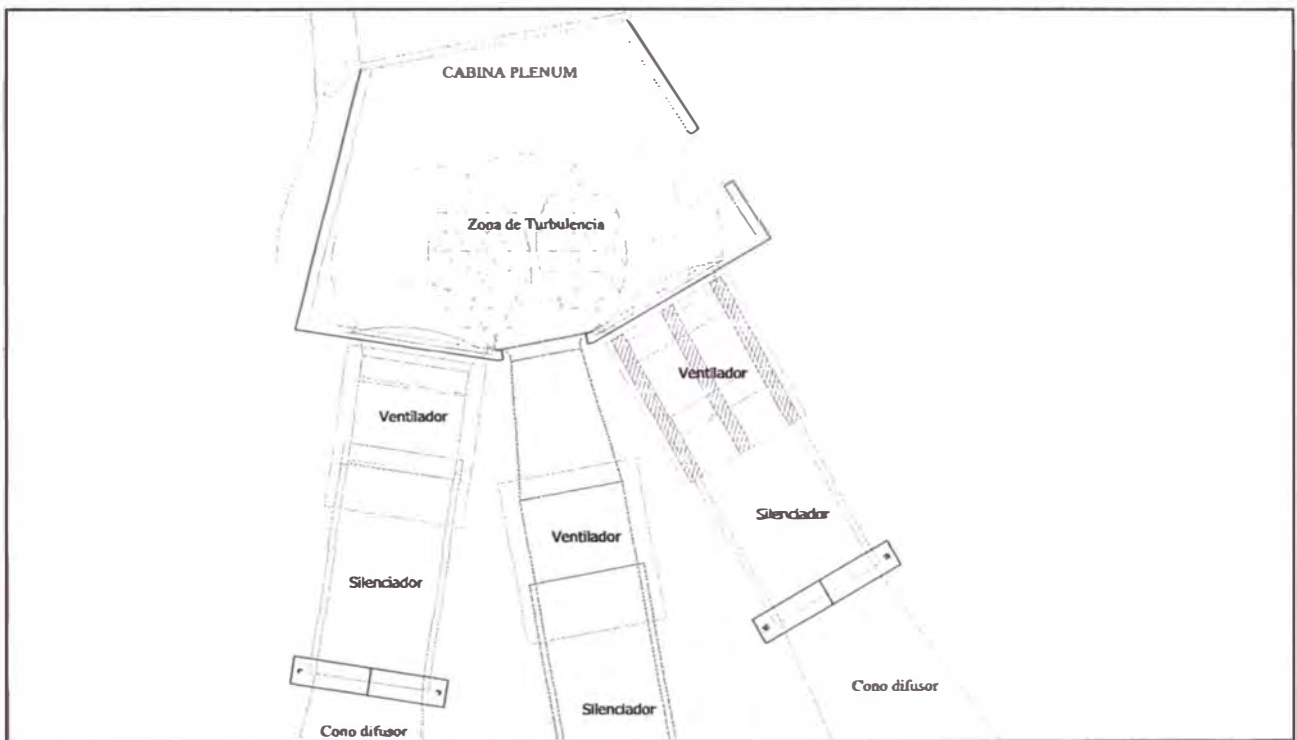 CABINA PLENUM
Zona de Turbulencia
Ventilador
Ventilador
Ventilador
Silenciador
Silenciador
Silenciador
Cono difusor
Cono difusor